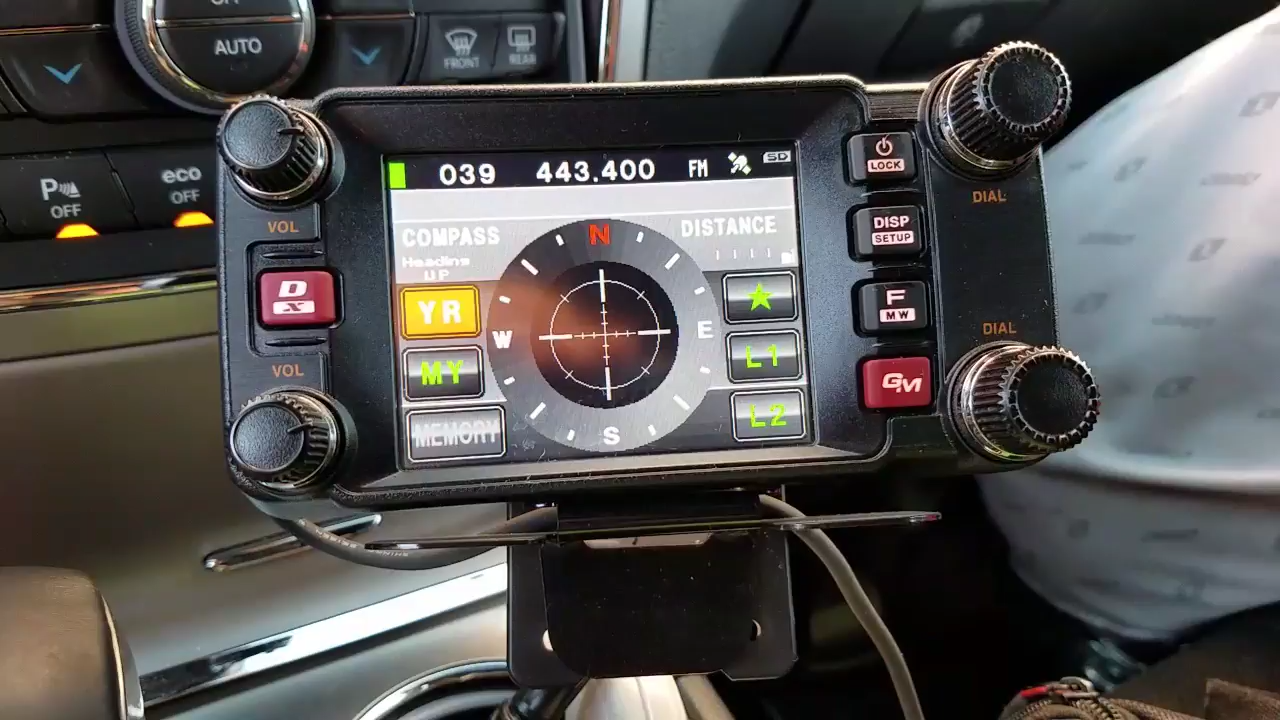 AUTO
FRONT
REAR
P OFF
eco OFF
VOL
VOL
D
X
039 443.400 FM SD
COMPASS
Heading
UP
DISTANCE
N
W
E
S
YR
MY
MEMORY
★
L1
L2
LOCK
DISP
SETUP
F
MW
GM
DIAL
DIAL